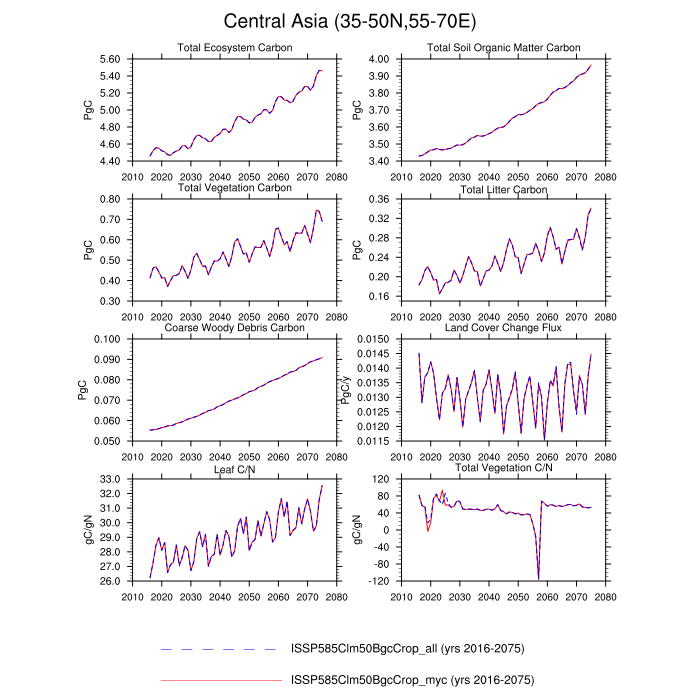 Central Asia (35-50N,55-70E)
Total Ecosystem Carbon
PgC
5.60
5.40
5.20
5.00
4.80
4.60
4.40
2010 2020 2030 2040 2050 2060 2070 2080
Total Soil Organic Matter Carbon
PgC
4.00
3.90
3.80
3.70
3.60
3.50
3.40
2010 2020 2030 2040 2050 2060 2070 2080
Total Vegetation Carbon
PgC
0.80
0.70
0.60
0.50
0.40
0.30
2010 2020 2030 2040 2050 2060 2070 2080
Total Litter Carbon
PgC
0.36
0.32
0.28
0.24
0.20
0.16
2010 2020 2030 2040 2050 2060 2070 2080
Coarse Woody Debris Carbon
PgC
0.100
0.090
0.080
0.070
0.060
0.050
2010 2020 2030 2040 2050 2060 2070 2080
Land Cover Change Flux
PgC/y
0.0150
0.0145
0.0140
0.0135
0.0130
0.0125
0.0120
0.0115
2010 2020 2030 2040 2050 2060 2070 2080
Leaf C/N
gC/gN
33.0
32.0
31.0
30.0
29.0
28.0
27.0
26.0
2010 2020 2030 2040 2050 2060 2070 2080
Total Vegetation C/N
gC/gN
120
80
40
0
-40
-80
-120
2010 2020 2030 2040 2050 2060 2070 2080
ISSP585Clm50BgcCrop_all (yrs 2016-2075)
ISSP585Clm50BgcCrop_myc (yrs 2016-2075)